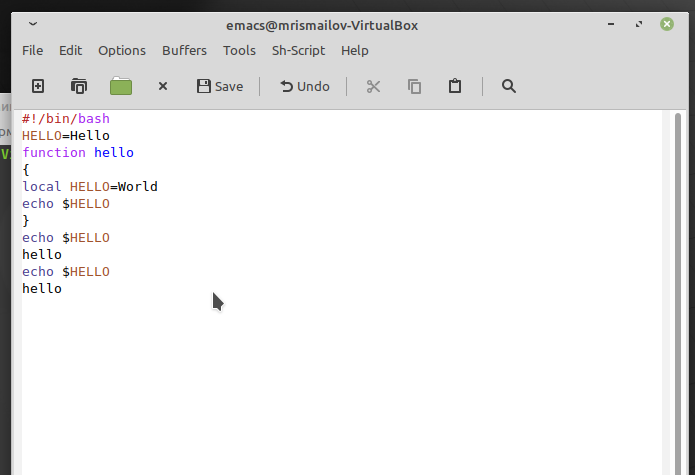 emacs@mrismailov-VirtualBox
File Edit Options Buffers Tools Sh-Script Help
Save Undo
#!/bin/bash
HELLO=Hello
function hello
{
local HELLO=World
echo $HELLO
}
echo $HELLO
hello
echo $HELLO
hello